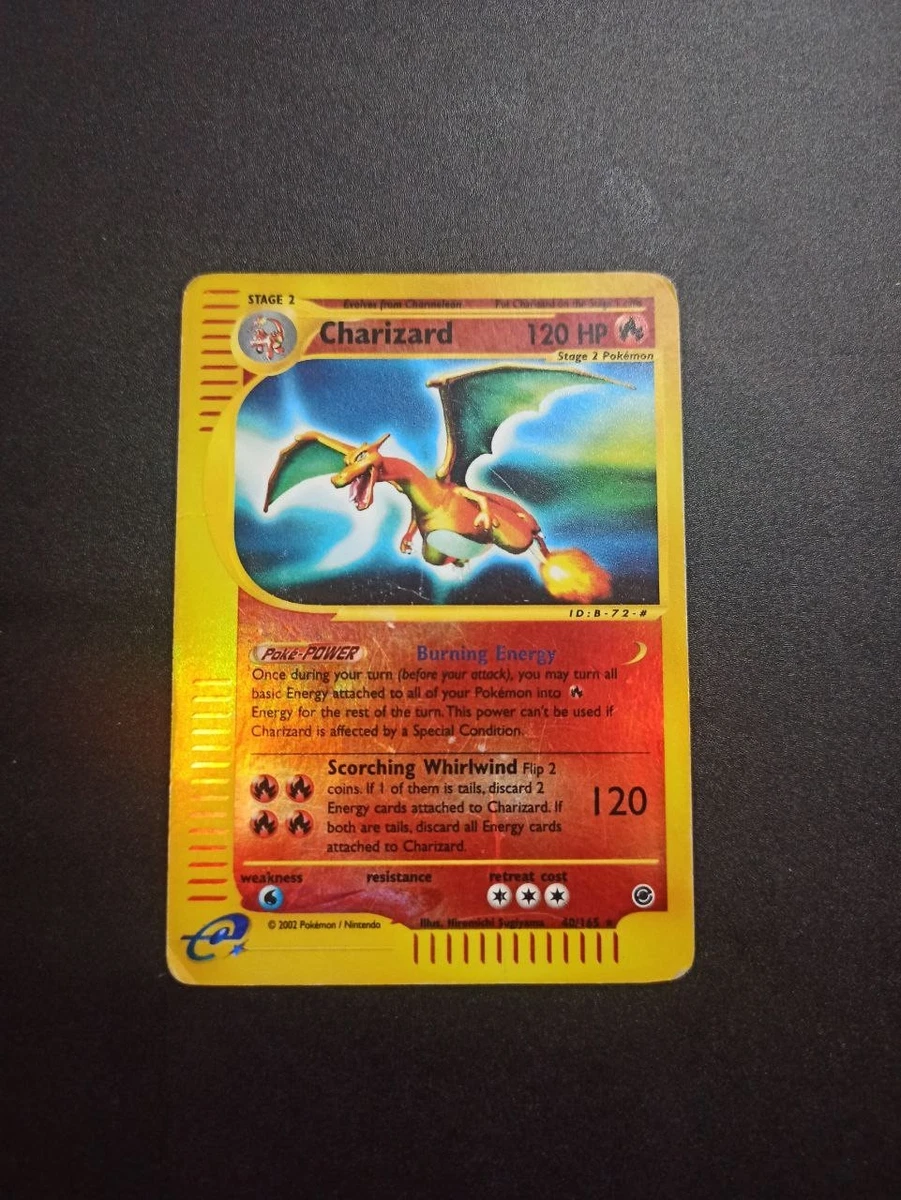 STAGE 2 Evolves from Charmeleon Put Charizard on the Stage 1 card
Charizard 120 HP
Stage 2 Pokémon
ID:B-72-#
Poké-POWER Burning Energy
Once during your turn (before your attack), you may turn all
basic Energy attached to all of your Pokémon into
Energy for the rest of the turn. This power can't be used if
Charizard is affected by a Special Condition.
Scorching Whirlwind Flip 2
coins. If 1 of them is tails, discard 2
Energy cards attached to Charizard. If
both are tails, discard all Energy cards
attached to Charizard.
120
weakness resistance retreat cost
© 2002 Pokémon / Nintendo Illus. Hiromichi Sugiyama 40/165 ★
e